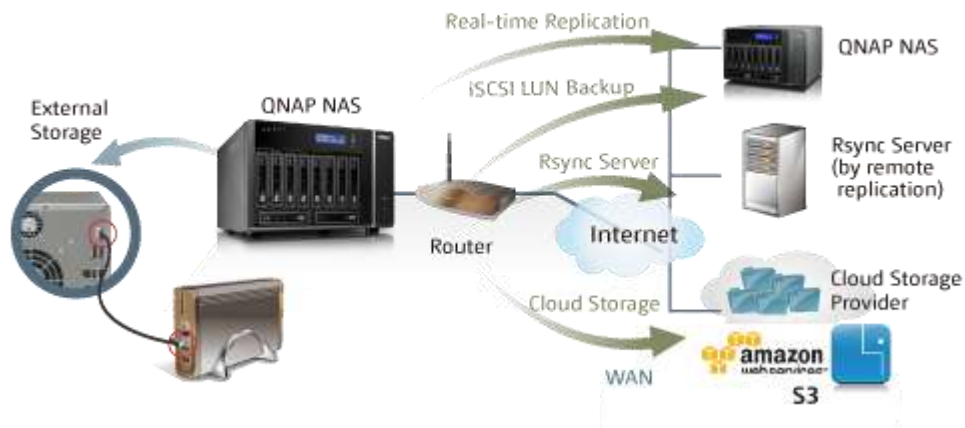 Real-time Replication
QNAP NAS
iSCSI LUN Backup
External
Storage
QNAP NAS
Rsync Server
Rsync Server
(by remote
replication)
Router
Internet
Cloud Storage
Cloud Storage
Provider
amazon
web services™
WAN
S3